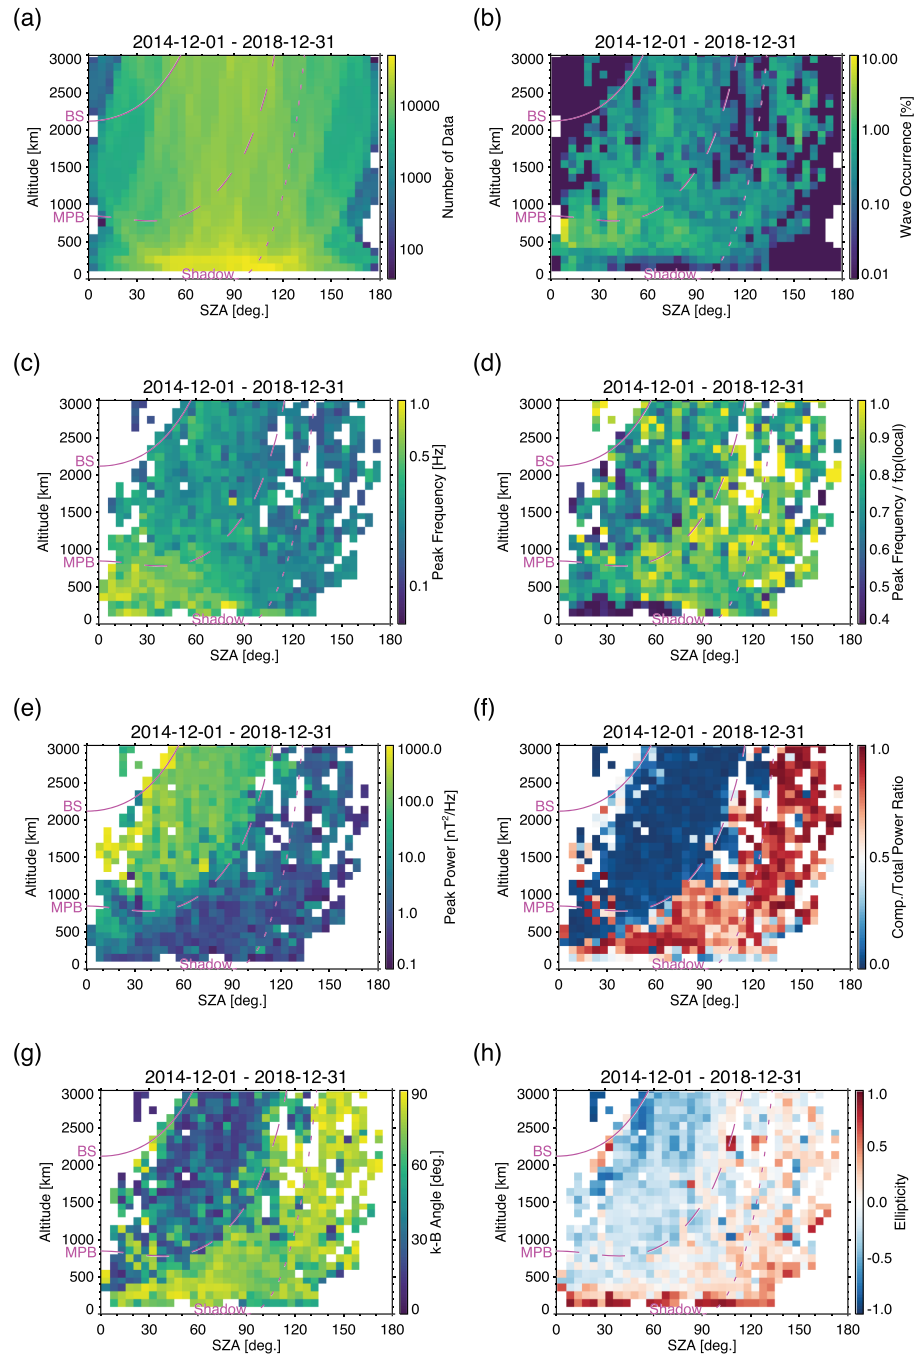 (a)
2014-12-01 - 2018-12-31
3000
2500
BS
2000
1500
1000
MPB
500
0
Altitude [km]
Shadow
0 30 60 90 120 150 180
SZA [deg.]
10000
1000
100
Number of Data
(b)
2014-12-01 - 2018-12-31
3000
2500
BS
2000
1500
1000
MPB
500
0
Altitude [km]
Shadow
0 30 60 90 120 150 180
SZA [deg.]
10.00
1.00
0.10
0.01
Wave Occurrence [%]
(c)
2014-12-01 - 2018-12-31
3000
2500
BS
2000
1500
1000
MPB
500
0
Altitude [km]
Shadow
0 30 60 90 120 150 180
SZA [deg.]
1.0
0.5
0.1
Peak Frequency [Hz]
(d)
2014-12-01 - 2018-12-31
3000
2500
BS
2000
1500
1000
MPB
500
0
Altitude [km]
Shadow
0 30 60 90 120 150 180
SZA [deg.]
1.0
0.9
0.8
0.7
0.6
0.5
0.4
Peak Frequency / fcp(local)
(e)
2014-12-01 - 2018-12-31
3000
2500
BS
2000
1500
1000
MPB
500
0
Altitude [km]
Shadow
0 30 60 90 120 150 180
SZA [deg.]
1000.0
100.0
10.0
1.0
0.1
Peak Power [nT²/Hz]
(f)
2014-12-01 - 2018-12-31
3000
2500
BS
2000
1500
1000
MPB
500
0
Altitude [km]
Shadow
0 30 60 90 120 150 180
SZA [deg.]
1.0
0.5
0.0
Comp./Total Power Ratio
(g)
2014-12-01 - 2018-12-31
3000
2500
BS
2000
1500
1000
MPB
500
0
Altitude [km]
Shadow
0 30 60 90 120 150 180
SZA [deg.]
90
60
30
0
k-B Angle [deg.]
(h)
2014-12-01 - 2018-12-31
3000
2500
BS
2000
1500
1000
MPB
500
0
Altitude [km]
Shadow
0 30 60 90 120 150 180
SZA [deg.]
1.0
0.5
0.0
-0.5
-1.0
Ellipticity